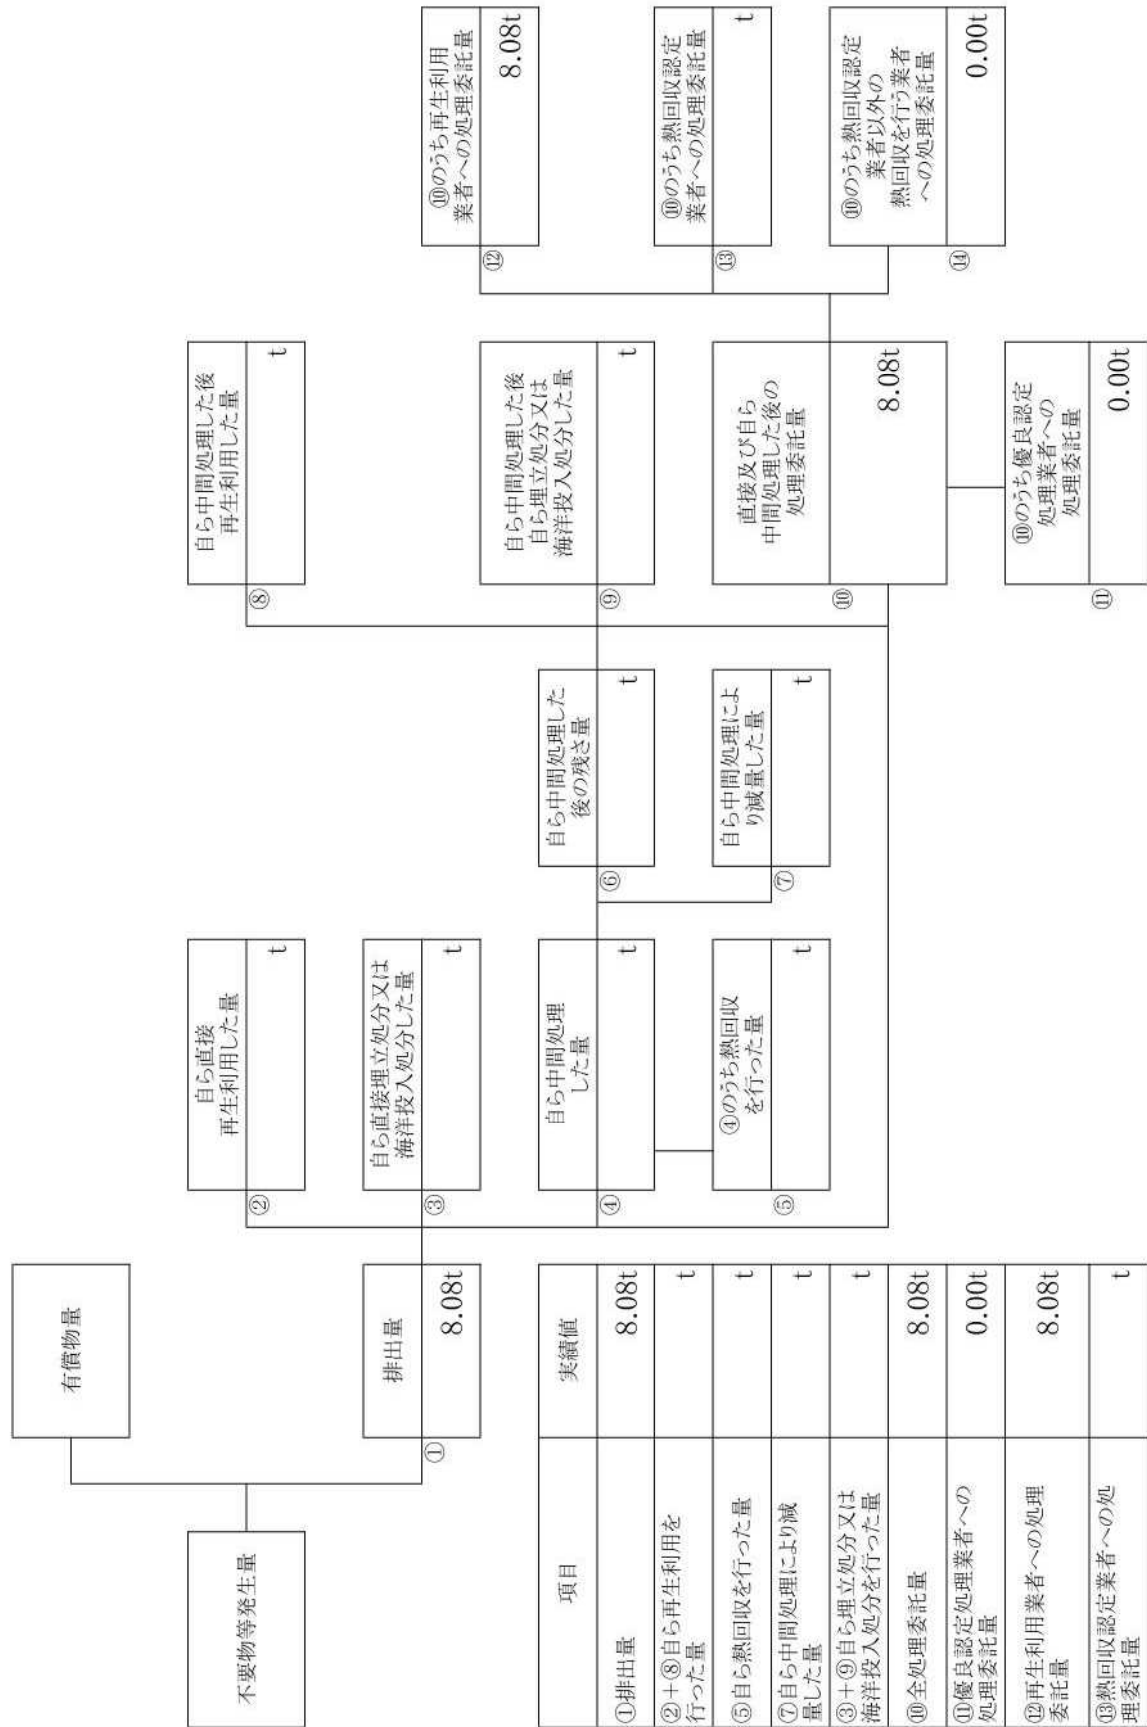 有償物量
不要物等発生量
排出量
①
8.08t
自ら直接
再生利用した量
②
t
自ら直接埋立処分又は
海洋投入処分した量
③
t
自ら中間処理
した量
④
t
④のうち熱回収
を行った量
⑤
t
自ら中間処理した
後の残さ量
⑥
t
自ら中間処理によ
り減量した量
⑦
t
自ら中間処理した後
再生利用した量
⑧
t
自ら中間処理した後
自ら埋立処分又は
海洋投入処分した量
⑨
t
直接及び自ら
中間処理した後の
処理委託量
⑩
8.08t
⑩のうち優良認定
処理業者への
処理委託量
⑪
0.00t
⑩のうち再生利用
業者への処理委託量
⑫
8.08t
⑩のうち熱回収認定
業者への処理委託量
⑬
t
⑩のうち熱回収認定
業者以外の
熱回収を行う業者
への処理委託量
⑭
0.00t
項目
実績値
①排出量
8.08t
②+⑧自ら再生利用を
行った量
t
⑤自ら熱回収を行った量
t
⑦自ら中間処理により減
量した量
t
③+⑨自ら埋立処分又は
海洋投入処分を行った量
t
⑩全処理委託量
8.08t
⑪優良認定処理業者への
処理委託量
0.00t
⑫再生利用業者への処理
委託量
8.08t
⑬熱回収認定業者への処
理委託量
t